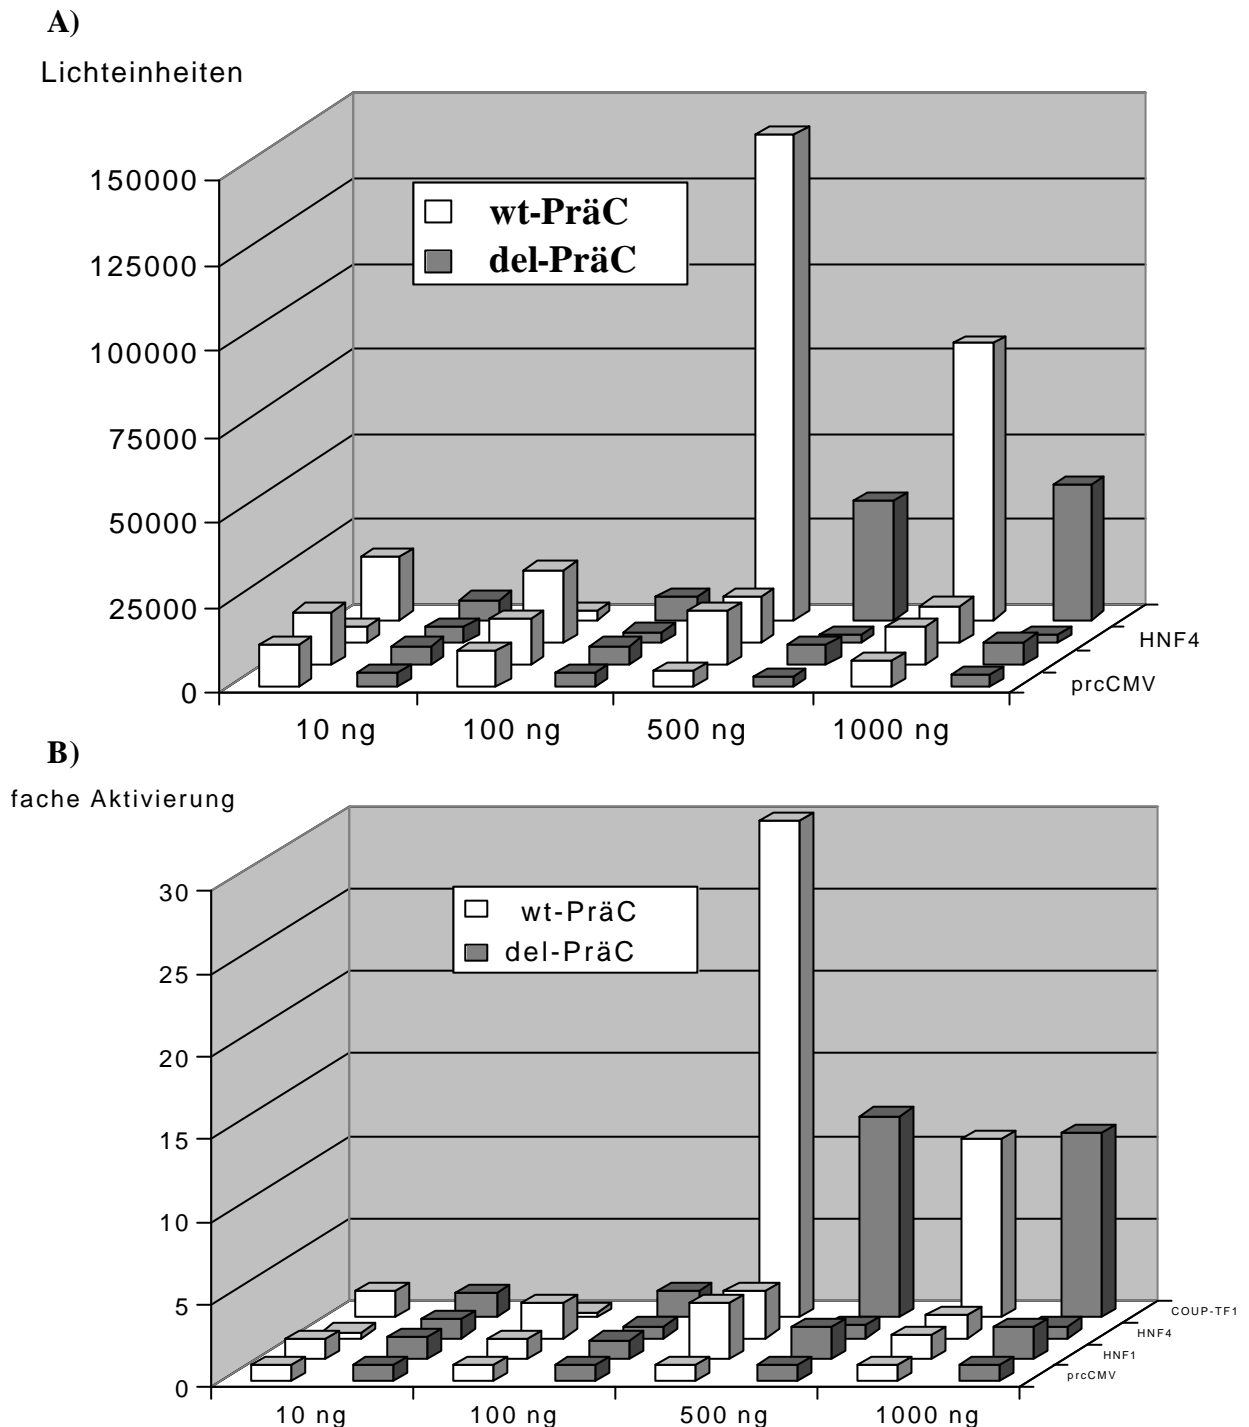 A)
Lichteinheiten
150000
wt-PräC
del-PräC
125000
100000
75000
50000
25000
0
HNF4
prcCMV
10 ng 100 ng 500 ng 1000 ng
B)
fache Aktivierung
30
wt-PräC
del-PräC
25
20
15
10
5
0
COUP-TF1
HNF4
HNF1
prcCMV
10 ng 100 ng 500 ng 1000 ng